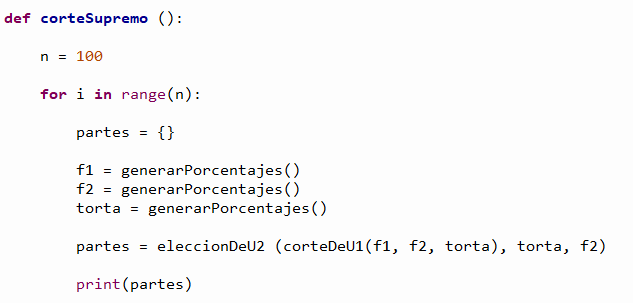 def corteSupremo ():
n = 100
for i in range(n):
partes = {}
f1 = generarPorcentajes()
f2 = generarPorcentajes()
torta = generarPorcentajes()
partes = eleccionDeU2 (corteDeU1(f1, f2, torta), torta, f2)
print(partes)